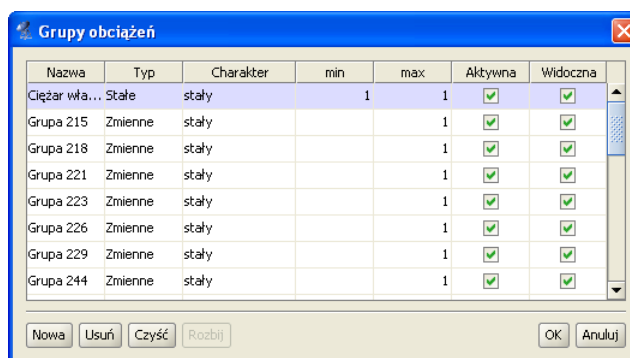 Grupy obciążeń
Nazwa Typ Charakter min max Aktywna Widoczna
Ciężar wła... Stałe stały 1 1
Grupa 215 Zmienne stały 1
Grupa 218 Zmienne stały 1
Grupa 221 Zmienne stały 1
Grupa 223 Zmienne stały 1
Grupa 226 Zmienne stały 1
Grupa 229 Zmienne stały 1
Grupa 244 Zmienne stały 1
Nowa Usuń Czyść Rozbij OK Anuluj